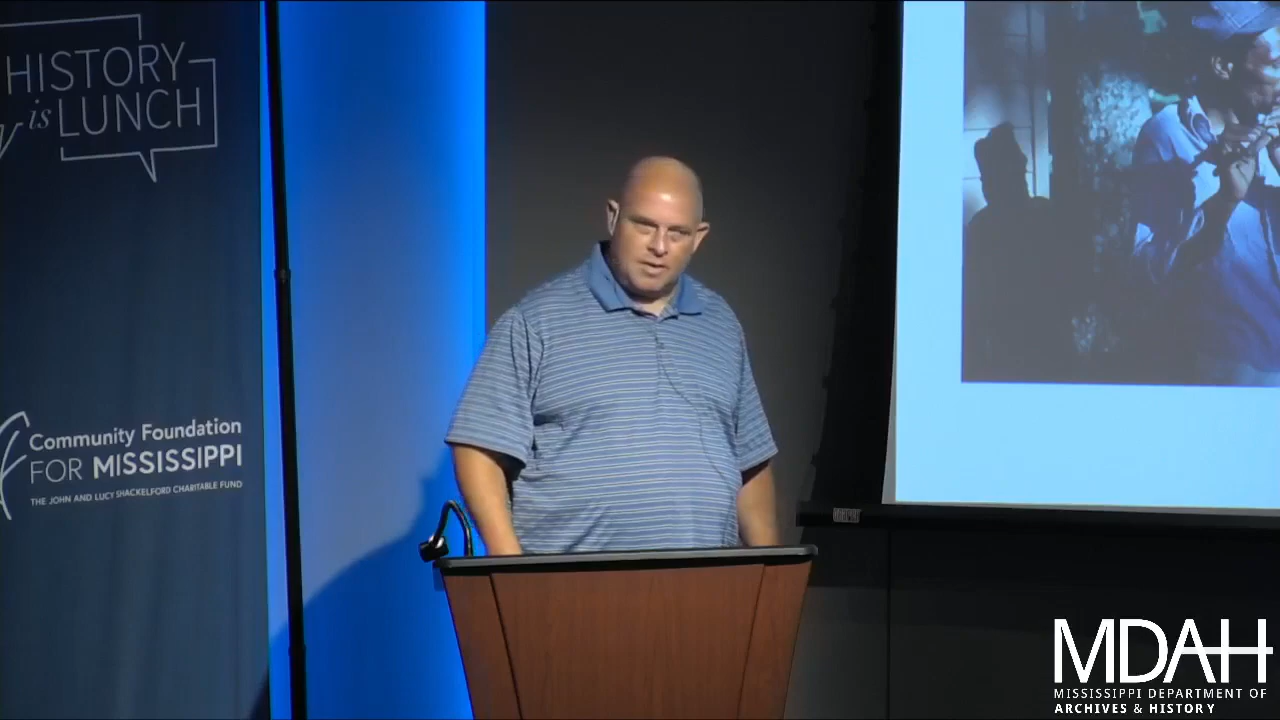 HISTORY
is LUNCH
Community Foundation
FOR MISSISSIPPI
THE JOHN AND LUCY SHACKELFORD CHARITABLE FUND
MDAH
MISSISSIPPI DEPARTMENT OF
ARCHIVES & HISTORY